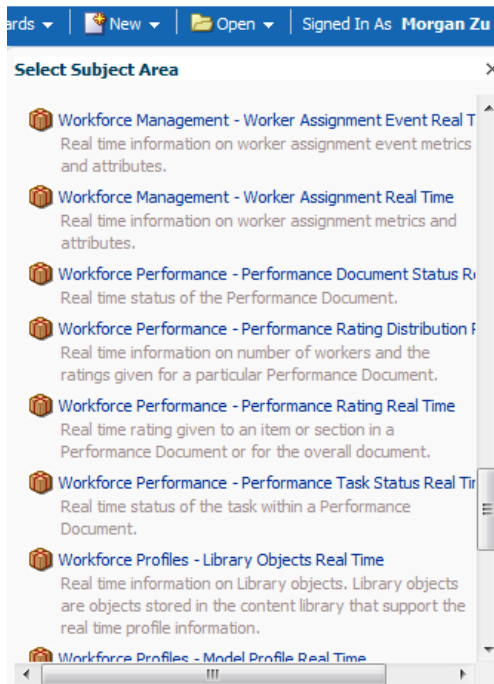 ards New Open Signed In As Morgan Zu
Select Subject Area
Workforce Management - Worker Assignment Event Real T
Real time information on worker assignment event metrics
and attributes.
Workforce Management - Worker Assignment Real Time
Real time information on worker assignment metrics and
attributes.
Workforce Performance - Performance Document Status Re
Real time status of the Performance Document.
Workforce Performance - Performance Rating Distribution R
Real time information on number of workers and the
ratings given for a particular Performance Document.
Workforce Performance - Performance Rating Real Time
Real time rating given to an item or section in a
Performance Document or for the overall document.
Workforce Performance - Performance Task Status Real Tim
Real time status of the task within a Performance
Document.
Workforce Profiles - Library Objects Real Time
Real time information on Library objects. Library objects
are objects stored in the content library that support the
real time profile information.
Workforce Profiles - Model Profile Real Time